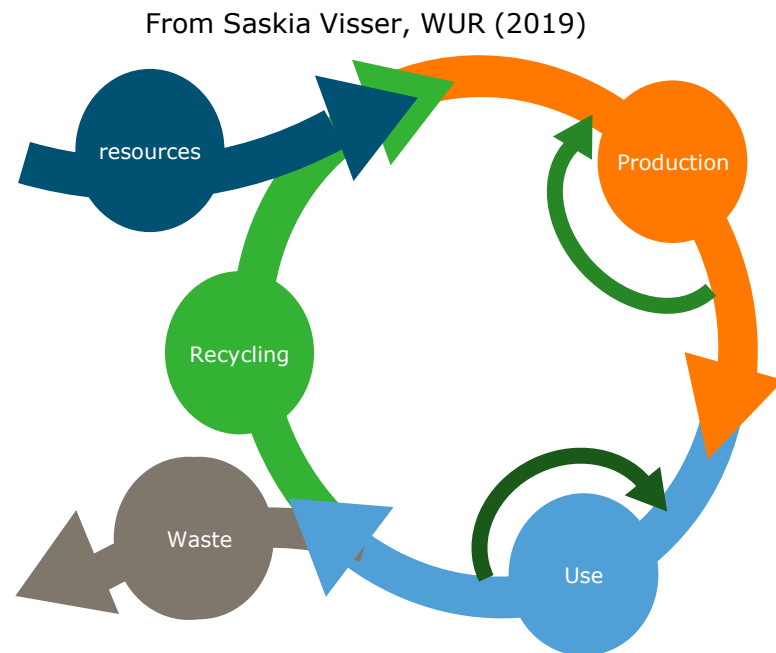 From Saskia Visser, WUR (2019)
resources
Production
Recycling
Waste
Use